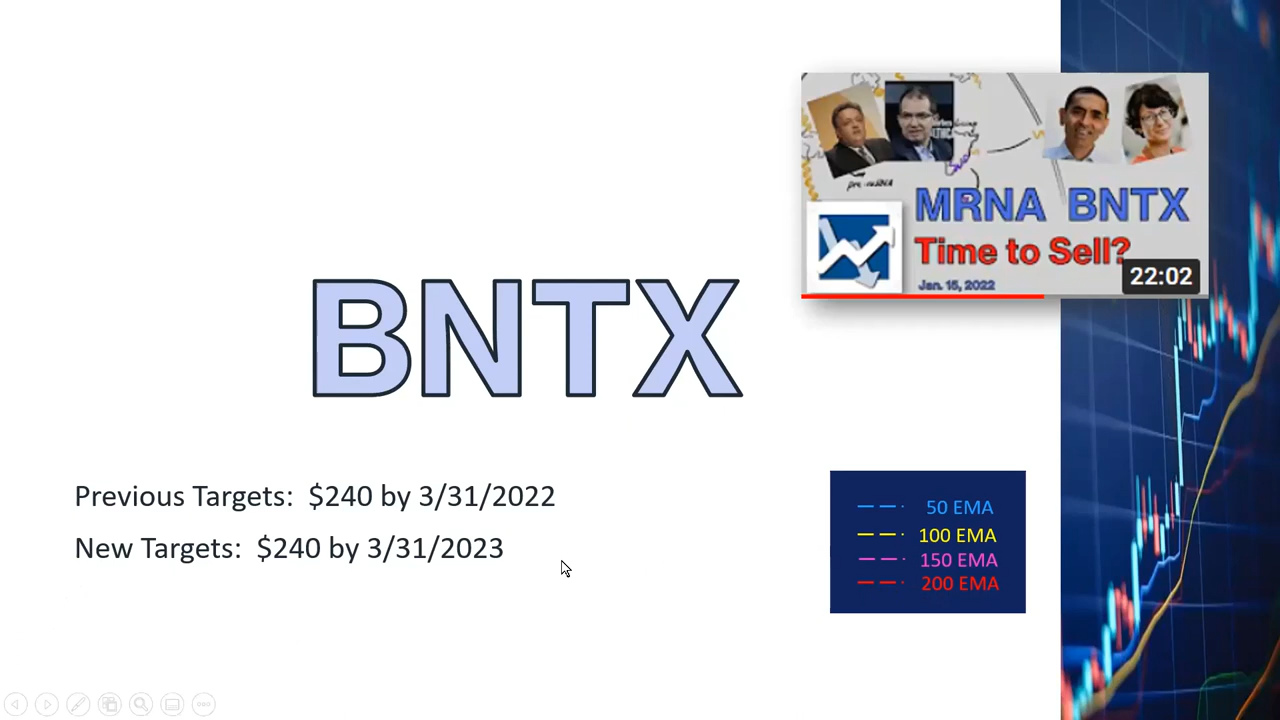 MRNA BNTX
Time to Sell?
Jan. 15, 2022
22:02
BNTX
Previous Targets: $240 by 3/31/2022
New Targets: $240 by 3/31/2023
50 EMA
100 EMA
150 EMA
200 EMA